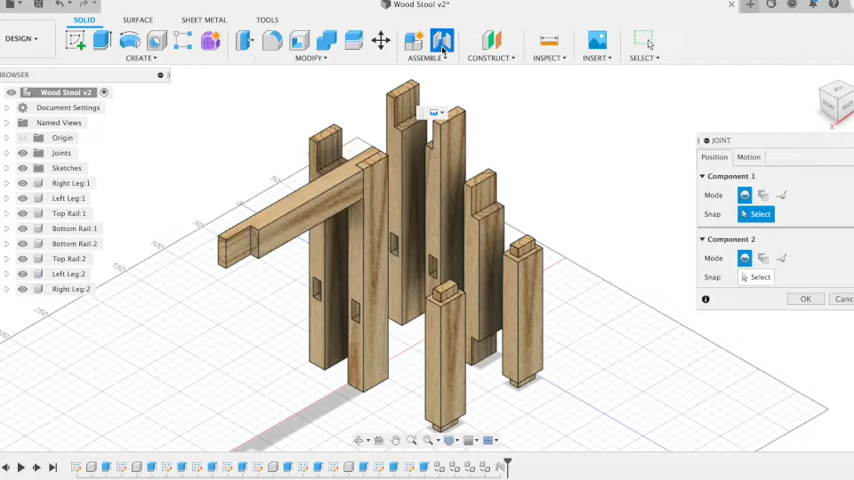 Wood Stool v2*
SOLID SURFACE SHEET METAL TOOLS
DESIGN
CREATE MODIFY ASSEMBLE CONSTRUCT INSPECT INSERT SELECT
BROWSER
Wood Stool v2
Document Settings
Named Views
Origin
Joints
Sketches
Right Leg:1
Left Leg:1
Top Rail:1
Bottom Rail:1
Bottom Rail:2
Top Rail:2
Left Leg:2
Right Leg:2
JOINT
Position Motion
Component 1
Mode
Snap Select
Component 2
Mode
Snap Select
OK Cance